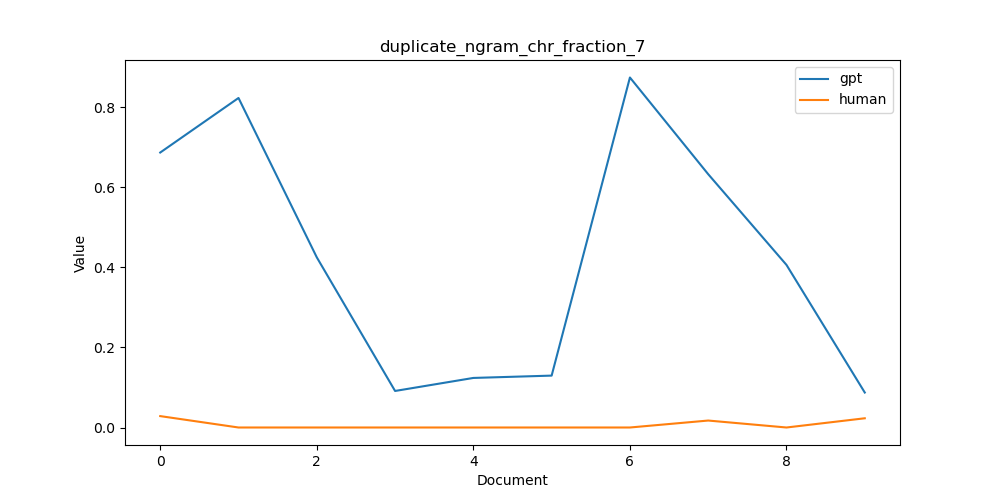 duplicate_ngram_chr_fraction_7
gpt
human
Value
0.8
0.6
0.4
0.2
0.0
0
2
4
6
8
Document